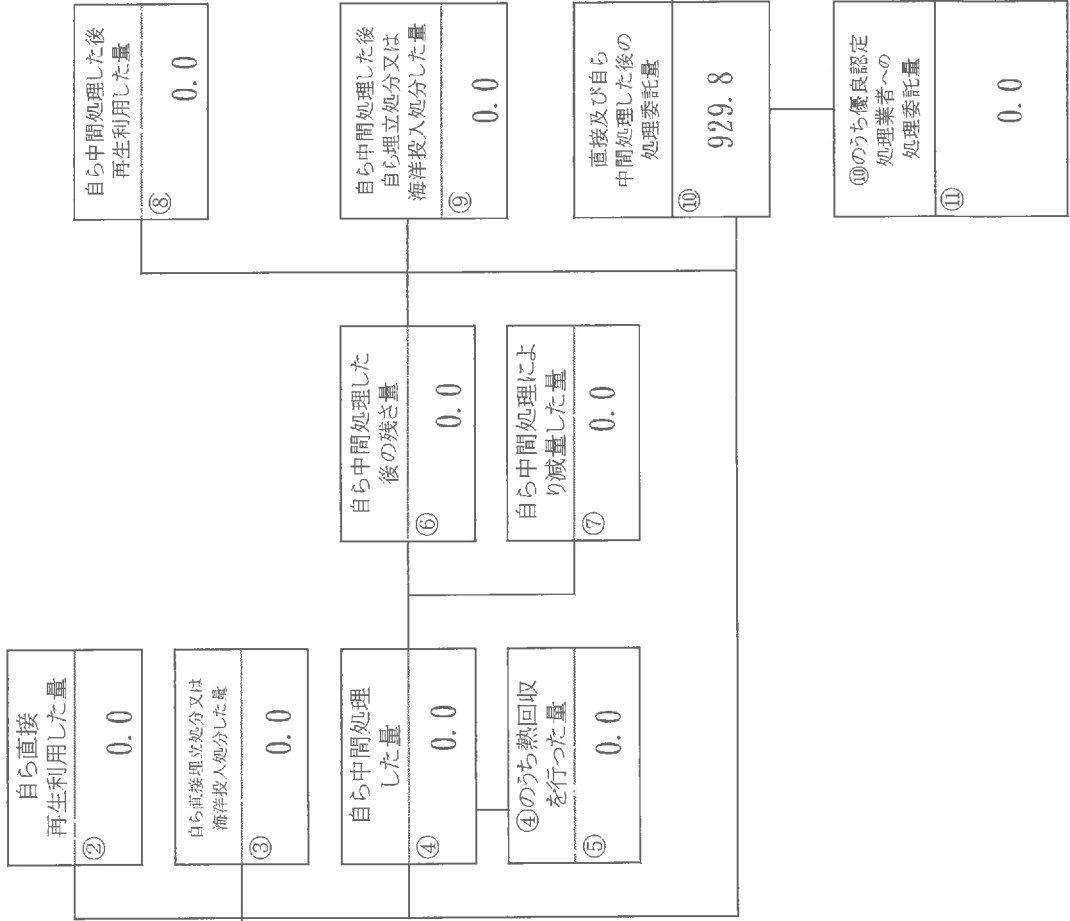 自ら直接
再生利用した量
②
0.0
自ら直接埋立処分又は
海洋投入処分した量
③
0.0
自ら中間処理
した量
④
0.0
④のうち熱回収
を行った量
⑤
0.0
自ら中間処理した
後の残さ量
⑥
0.0
自ら中間処理によ
り減量した量
⑦
0.0
自ら中間処理した後
再生利用した量
⑧
0.0
自ら中間処理した後
自ら埋立処分又は
海洋投入処分した量
⑨
0.0
直接及び自ら
中間処理した後の
処理委託量
⑩
929.8
⑩のうち優良認定
処理業者への
処理委託量
⑪
0.0